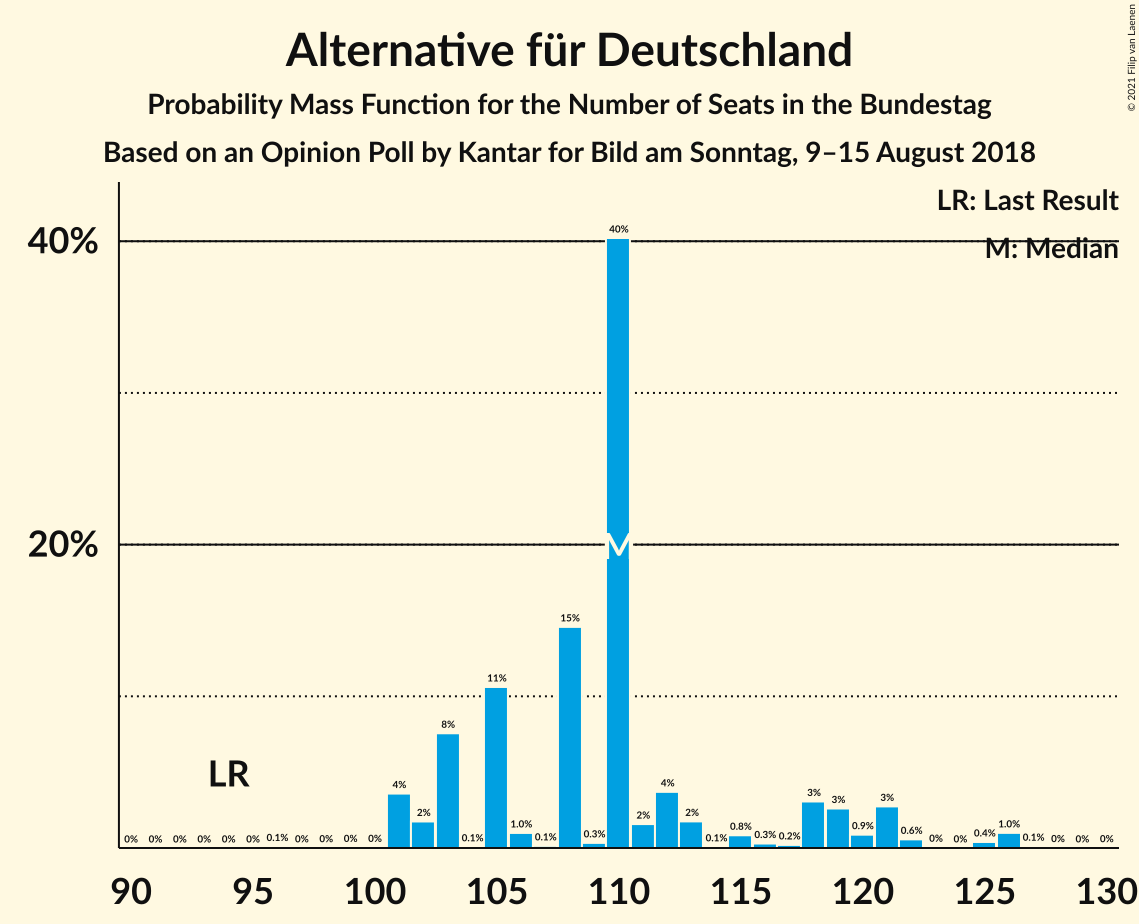 Alternative für Deutschland
Probability Mass Function for the Number of Seats in the Bundestag
Based on an Opinion Poll by Kantar for Bild am Sonntag, 9–15 August 2018
© 2021 Filip van Laenen
LR: Last Result
M: Median
40%
20%
LR
M
0% 0% 0% 0% 0% 0% 0.1% 0% 0% 0% 0% 4% 2% 8% 0.1% 11% 1.0% 0.1% 15% 0.3% 40% 2% 4% 2% 0.1% 0.8% 0.3% 0.2% 3% 3% 0.9% 3% 0.6% 0% 0% 0.4% 1.0% 0.1% 0% 0% 0%
90 95 100 105 110 115 120 125 130